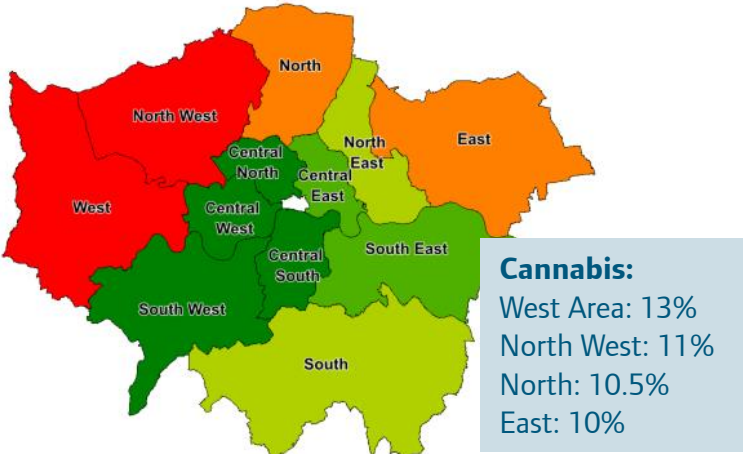 North
North West
North
East
East
Central
North
Central
East
West
Central
West
South East
Central
South
South West
South
Cannabis:
West Area: 13%
North West: 11%
North: 10.5%
East: 10%